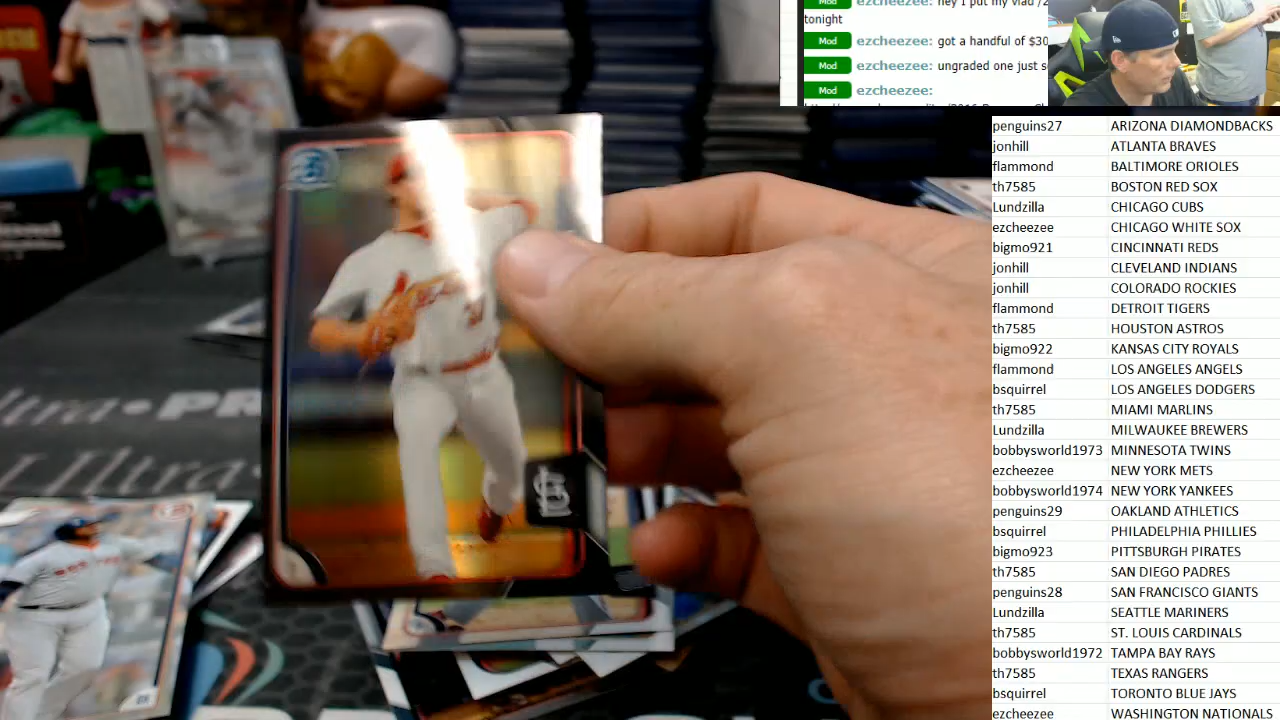 Mod ezcheezee: hey I put my vlad /2
tonight
Mod ezcheezee: got a handful of $30
Mod ezcheezee: ungraded one just s
Mod ezcheezee:
penguins27 ARIZONA DIAMONDBACKS
jonhill ATLANTA BRAVES
flammond BALTIMORE ORIOLES
th7585 BOSTON RED SOX
Lundzilla CHICAGO CUBS
ezcheezee CHICAGO WHITE SOX
bigmo921 CINCINNATI REDS
jonhill CLEVELAND INDIANS
jonhill COLORADO ROCKIES
flammond DETROIT TIGERS
th7585 HOUSTON ASTROS
bigmo922 KANSAS CITY ROYALS
flammond LOS ANGELES ANGELS
bsquirrel LOS ANGELES DODGERS
th7585 MIAMI MARLINS
Lundzilla MILWAUKEE BREWERS
bobbysworld1973 MINNESOTA TWINS
ezcheezee NEW YORK METS
bobbysworld1974 NEW YORK YANKEES
penguins29 OAKLAND ATHLETICS
bsquirrel PHILADELPHIA PHILLIES
bigmo923 PITTSBURGH PIRATES
th7585 SAN DIEGO PADRES
penguins28 SAN FRANCISCO GIANTS
Lundzilla SEATTLE MARINERS
th7585 ST. LOUIS CARDINALS
bobbysworld1972 TAMPA BAY RAYS
th7585 TEXAS RANGERS
bsquirrel TORONTO BLUE JAYS
ezcheezee WASHINGTON NATIONALS